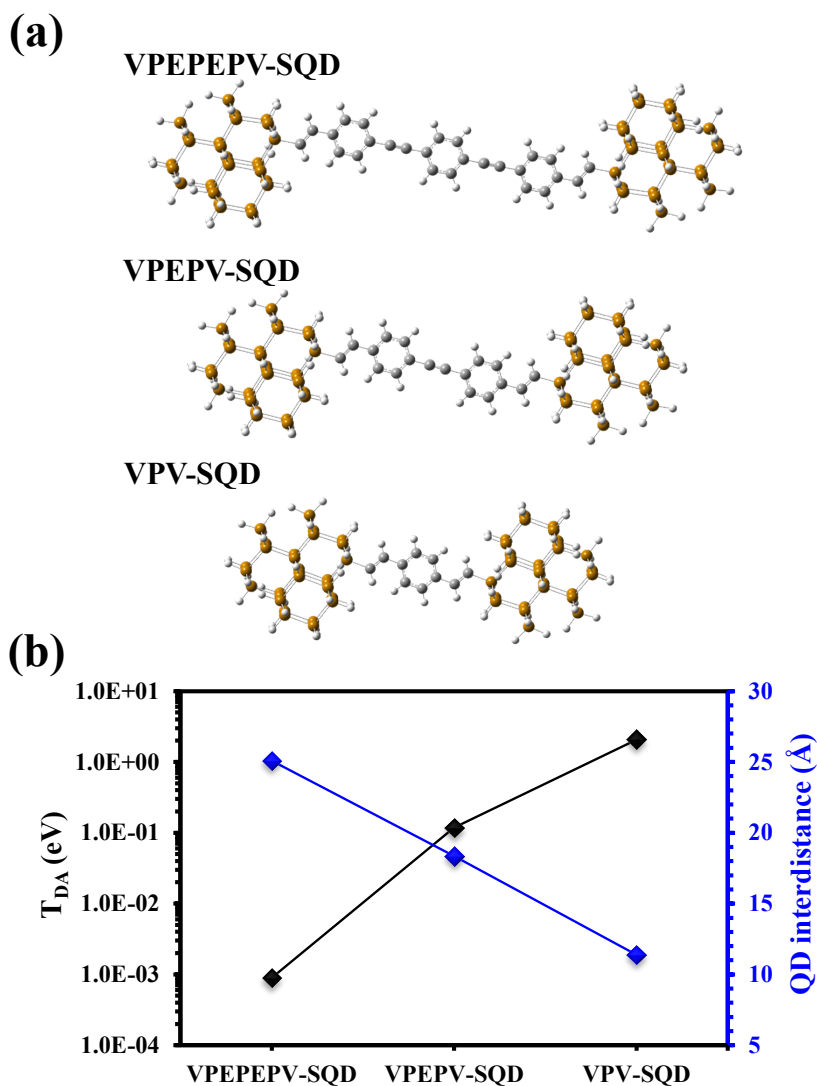 (a)
VPEPEPV-SQD
VPEPV-SQD
VPV-SQD
(b)
1.0E+01
1.0E+00
1.0E-01
1.0E-02
1.0E-03
1.0E-04
T_DA (eV)
30
25
20
15
10
5
QD interdistance (Å)
VPEPEPV-SQD VPEPV-SQD VPV-SQD